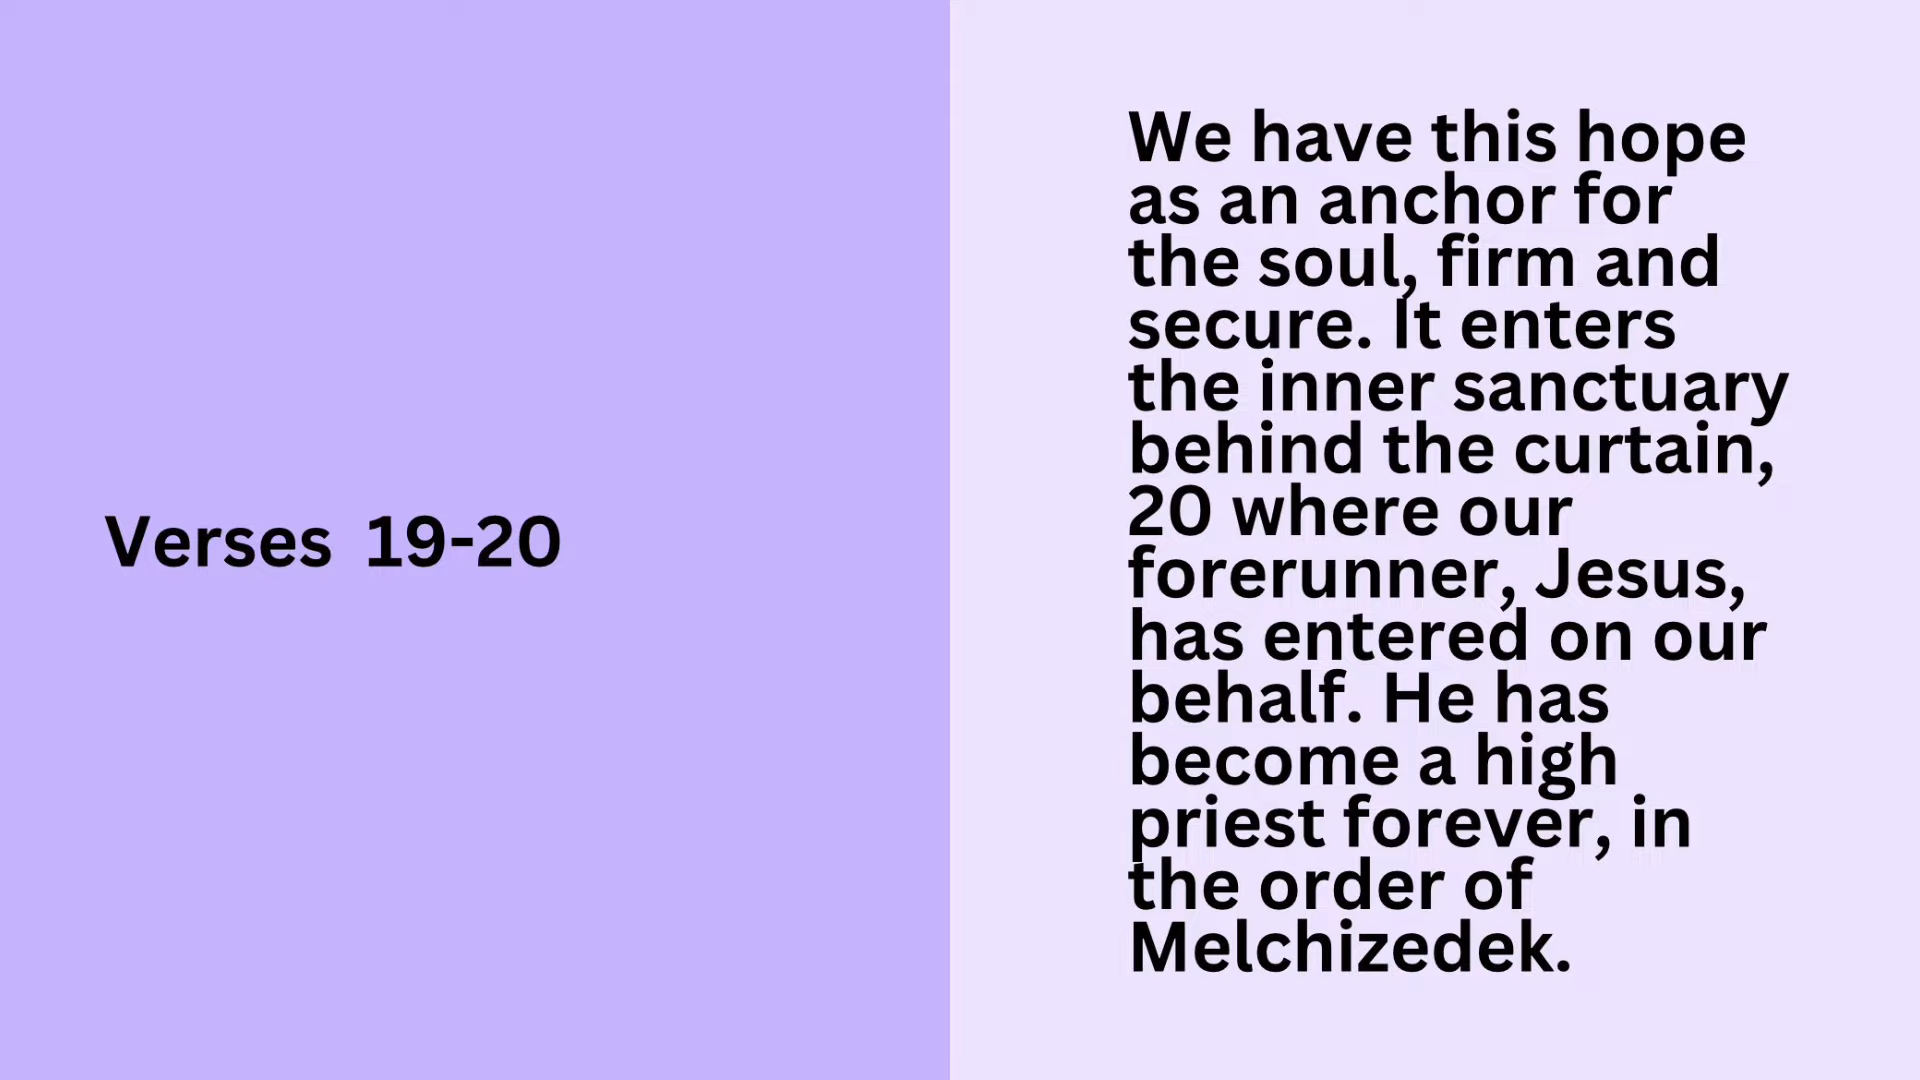 Verses 19-20
We have this hope
as an anchor for
the soul, firm and
secure. It enters
the inner sanctuary
behind the curtain,
20 where our
forerunner, Jesus,
has entered on our
behalf. He has
become a high
priest forever, in
the order of
Melchizedek.